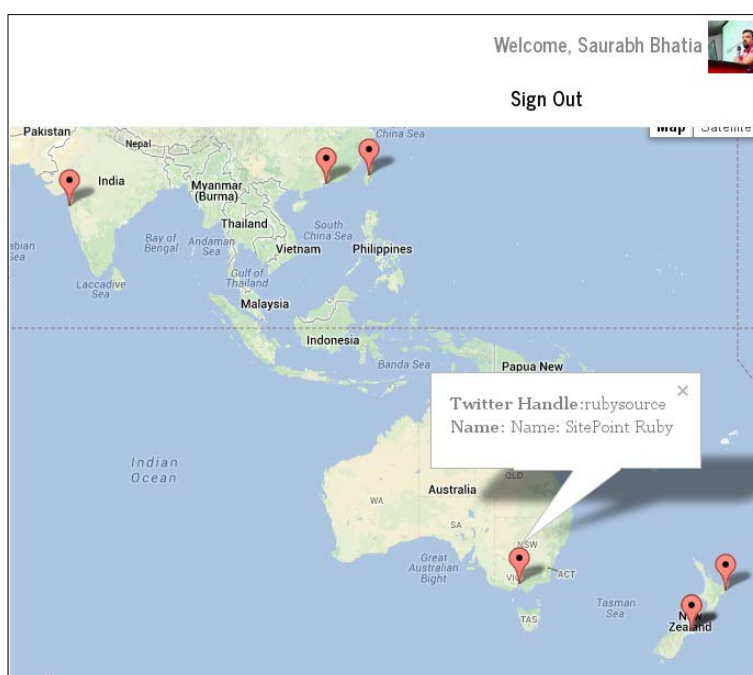 Welcome, Saurabh Bhatia
Sign Out
Map Satellite
Pakistan
China Sea
Nepal
India
Myanmar
(Burma)
Thailand
Vietnam
South
China Sea
Philippines
Bay of
Bengal
Andaman
Sea
Sea
Laccadive
Sea
Gulf of
Thailand
Malaysia
Indonesia
Banda Sea
Papua New
Twitter Handle:rubysource
Name: Name: SitePoint Ruby
×
Indian
Ocean
QLD
Australia
WA
SA
NSW
ACT
Great
Australian
Bight
TAS
Tasman
Sea
New
Zealand